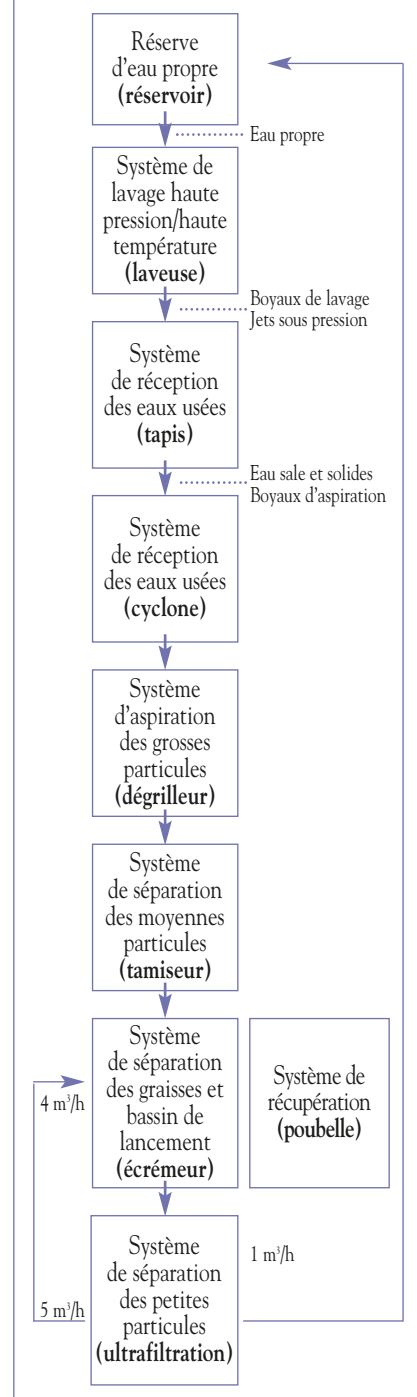 Réserve
d'eau propre
(réservoir)
Eau propre
Système de
lavage haute
pression/haute
température
(laveuse)
Boyaux de lavage
Jets sous pression
Système
de réception
des eaux usées
(tapis)
Eau sale et solides
Boyaux d'aspiration
Système
de réception
des eaux usées
(cyclone)
Système
d'aspiration
des grosses
particules
(dégrilleur)
Système
de séparation
des moyennes
particules
(tamiseur)
Système
de séparation
des graisses et
bassin de
lancement
(écrémeur)
4 m³/h
Système de
récupération
(poubelle)
Système
de séparation
des petites
particules
(ultrafiltration)
5 m³/h
1 m³/h